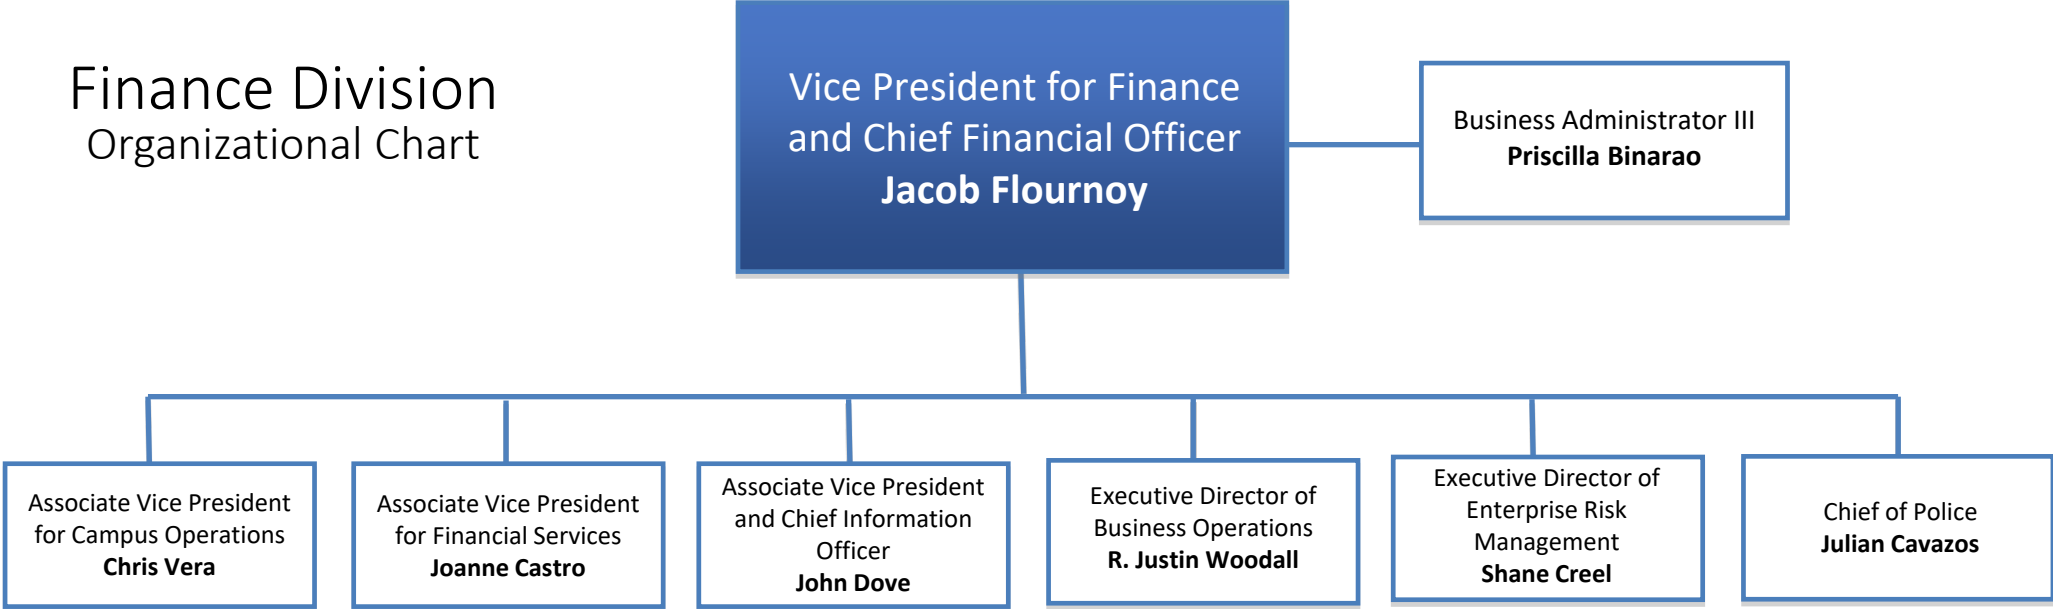 Finance Division
Organizational Chart
Vice President for Finance
and Chief Financial Officer
Jacob Flournoy
Business Administrator III
Priscilla Binarao
Associate Vice President
for Campus Operations
Chris Vera
Associate Vice President
for Financial Services
Joanne Castro
Associate Vice President
and Chief Information
Officer
John Dove
Executive Director of
Business Operations
R. Justin Woodall
Executive Director of
Enterprise Risk
Management
Shane Creel
Chief of Police
Julian Cavazos